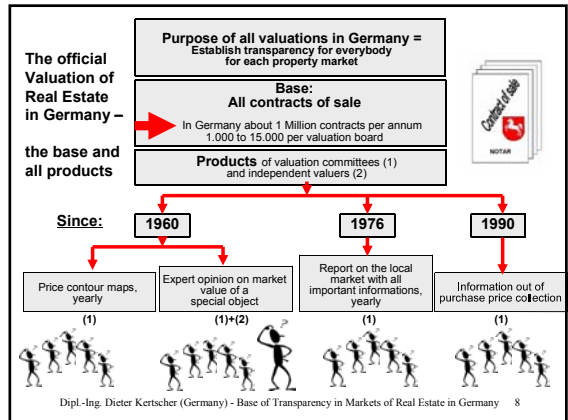 The official
Valuation of
Real Estate
in Germany –
the base and
all products
Purpose of all valuations in Germany =
Establish transparency for everybody
for each property market
Base:
All contracts of sale
In Germany about 1 Million contracts per annum
1.000 to 15.000 per valuation board
Products of valuation committees (1)
and independent valuers (2)
Contract of sale
NOTAR
Since:
1960
1976
1990
Price contour maps,
yearly
(1)
Expert opinion on market
value of a
special object
(1)+(2)
Report on the local
market with all
important informations,
yearly
(1)
Information out of
purchase price collection
(1)
Dipl.-Ing. Dieter Kertscher (Germany) - Base of Transparency in Markets of Real Estate in Germany 8